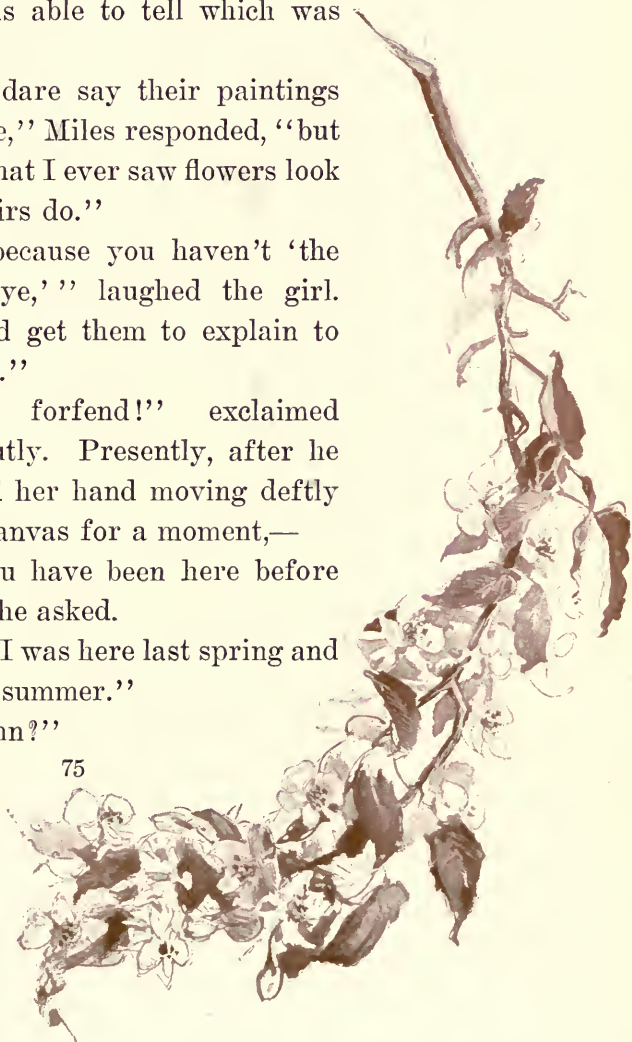 s able to tell which was
dare say their paintings
e,’’ Miles responded, ‘‘but
hat I ever saw flowers look
irs do.’’
because you haven’t ‘the
ye,’ ’’ laughed the girl.
d get them to explain to
.’’
forfend!’’ exclaimed
ntly. Presently, after he
d her hand moving deftly
anvas for a moment,—
u have been here before
he asked.
I was here last spring and
summer.’’
nn?’’
75